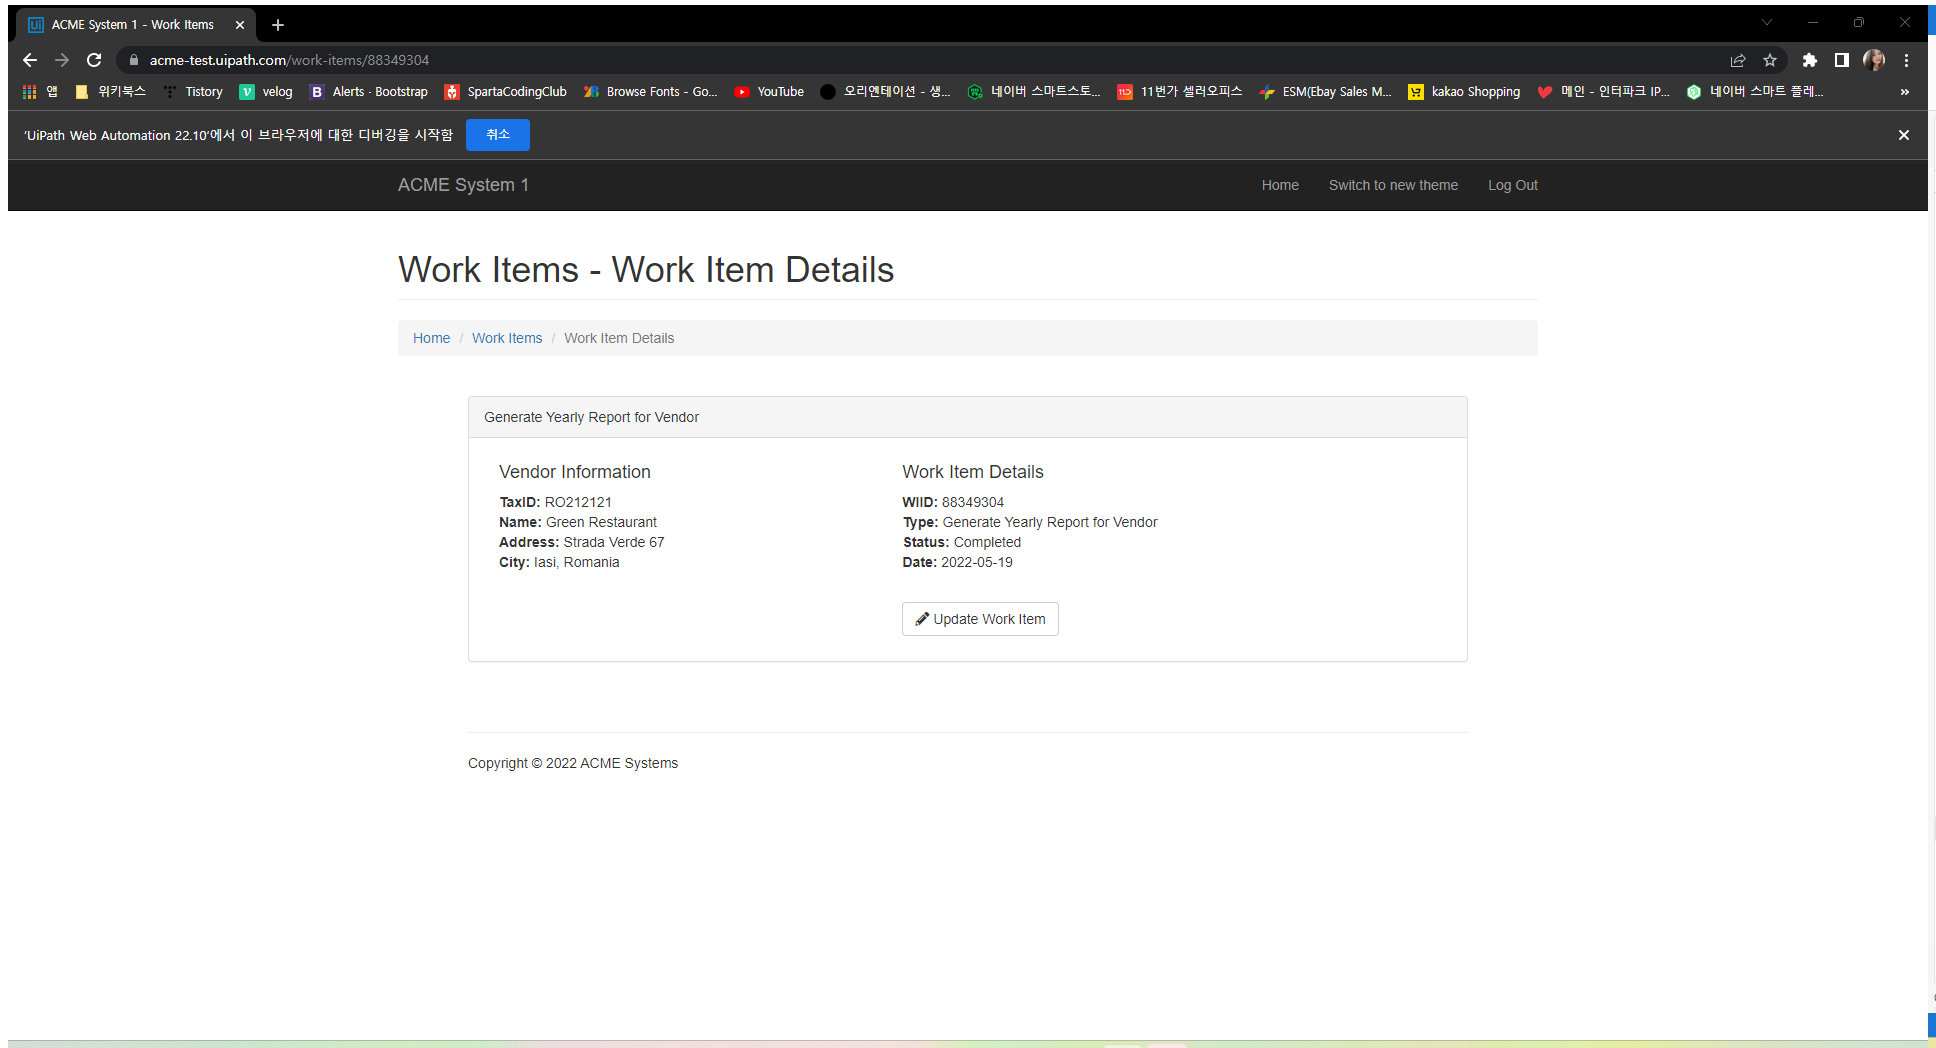 ACME System 1 - Work Items
acme-test.uipath.com/work-items/88349304
앱 위키북스 Tistory velog Alerts · Bootstrap SpartaCodingClub Browse Fonts - Go... YouTube 오리엔테이션 - 생... 네이버 스마트스토... 11번가 셀러오피스 ESM(Ebay Sales M... kakao Shopping 메인 - 인터파크 IP... 네이버 스마트 플레... »
'UiPath Web Automation 22.10'에서 이 브라우저에 대한 디버깅을 시작함 취소
ACME System 1 Home Switch to new theme Log Out
Work Items - Work Item Details
Home / Work Items / Work Item Details
Generate Yearly Report for Vendor
Vendor Information
TaxID: RO212121
Name: Green Restaurant
Address: Strada Verde 67
City: Iasi, Romania
Work Item Details
WIID: 88349304
Type: Generate Yearly Report for Vendor
Status: Completed
Date: 2022-05-19
Update Work Item
Copyright © 2022 ACME Systems